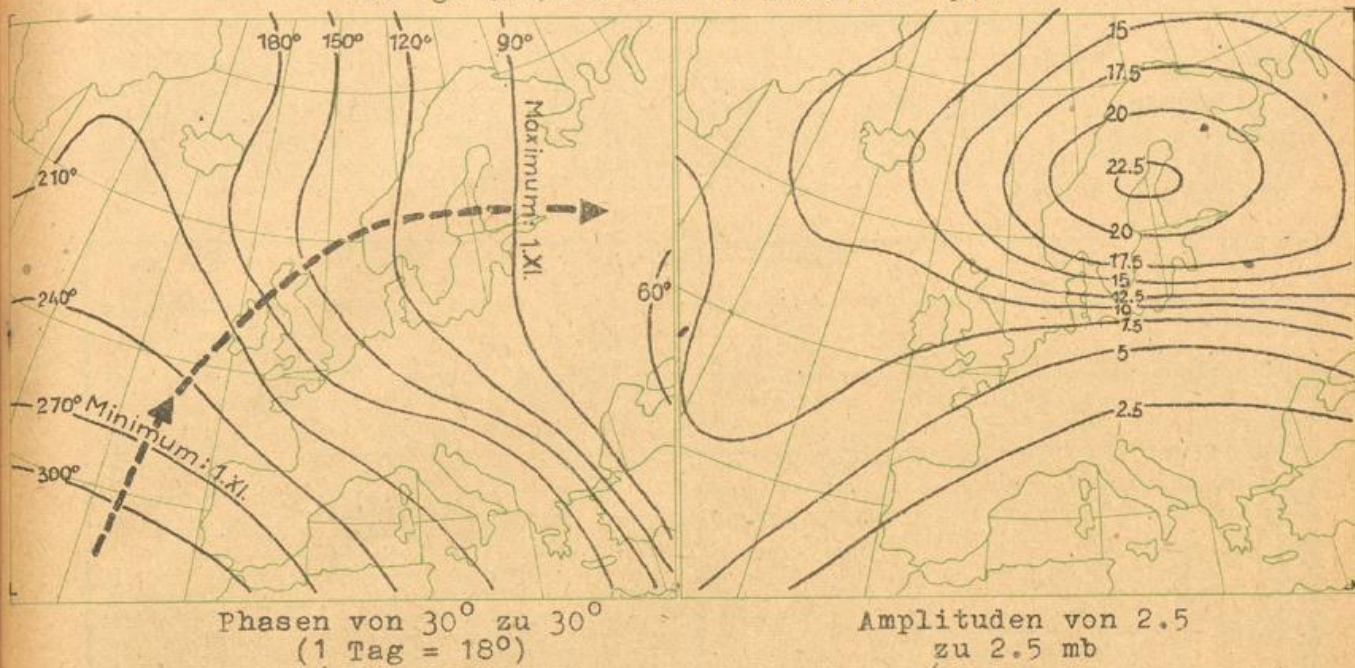 180° 150° 120° 90°
Maximum: 1.XI.
210°
240°
60°
270° Minimum: 1.XI.
300°
15
17.5
20
22.5
20
17.5
15
12.5
10
7.5
5
2.5
Phasen von 30° zu 30°
(1 Tag = 18°)
Amplituden von 2.5
zu 2.5 mb